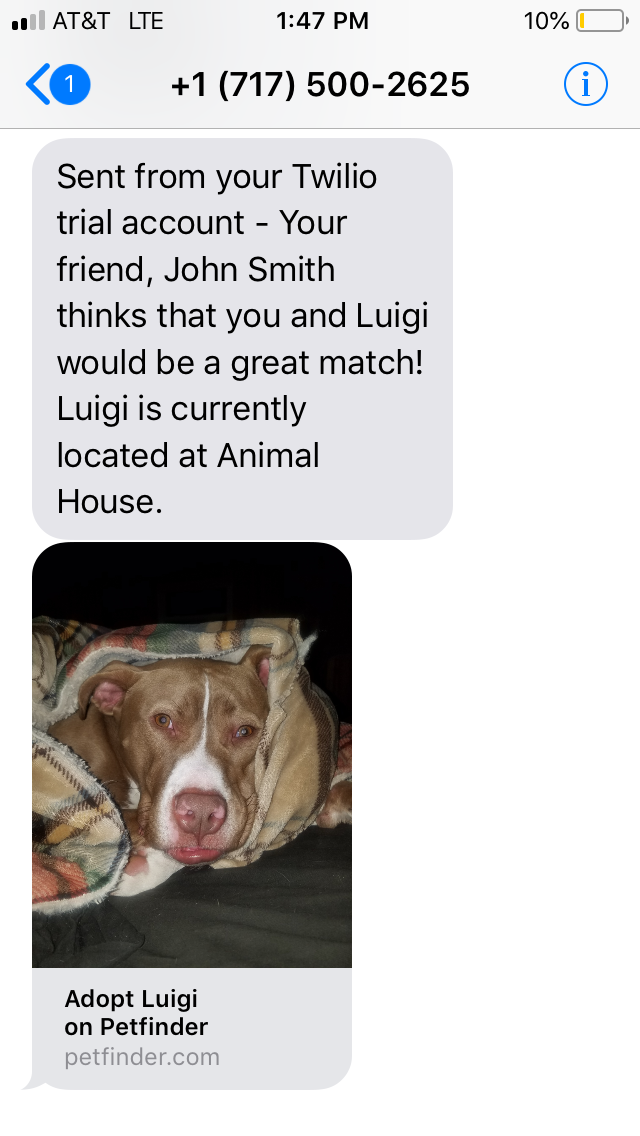 AT&T LTE 1:47 PM 10%
1 +1 (717) 500-2625 i
Sent from your Twilio
trial account - Your
friend, John Smith
thinks that you and Luigi
would be a great match!
Luigi is currently
located at Animal
House.
Adopt Luigi
on Petfinder
petfinder.com